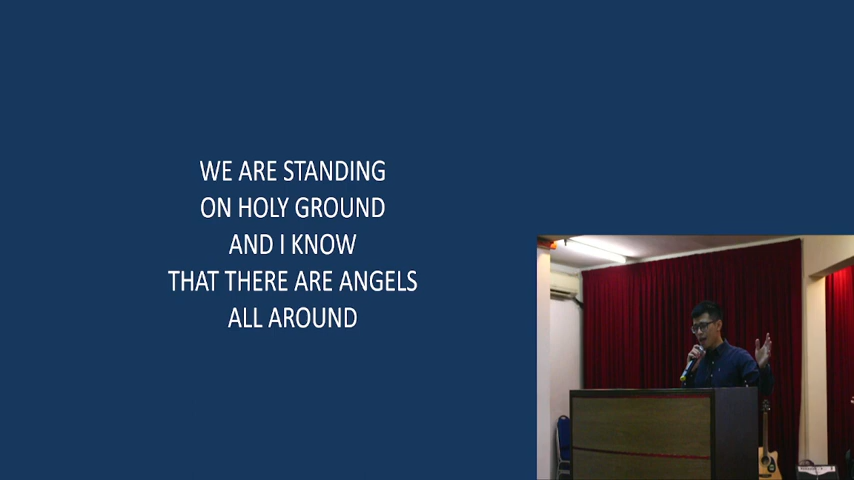 WE ARE STANDING
ON HOLY GROUND
AND I KNOW
THAT THERE ARE ANGELS
ALL AROUND